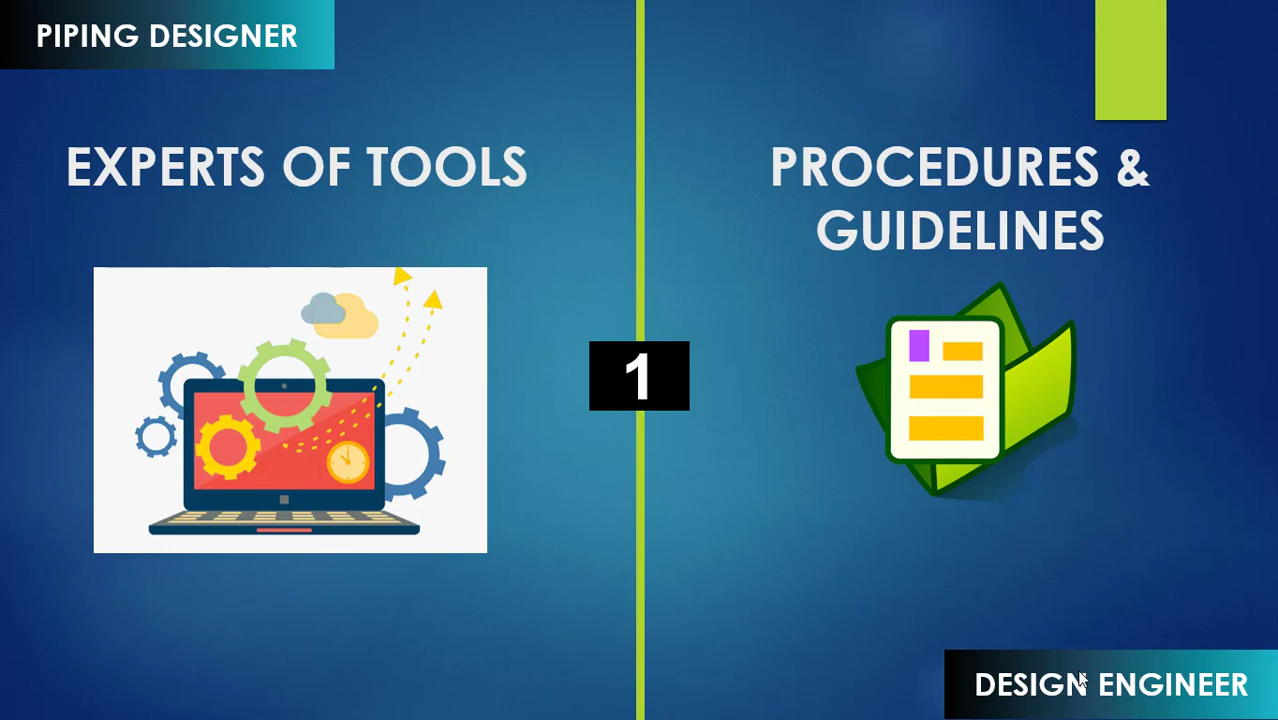 PIPING DESIGNER
EXPERTS OF TOOLS
PROCEDURES &
GUIDELINES
1
DESIGN ENGINEER